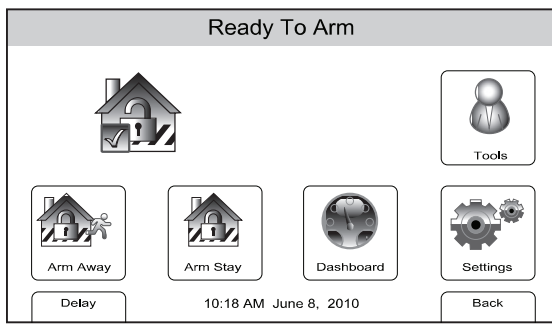 Ready To Arm
Tools
Arm Away
Arm Stay
Dashboard
Settings
Delay
10:18 AM June 8, 2010
Back